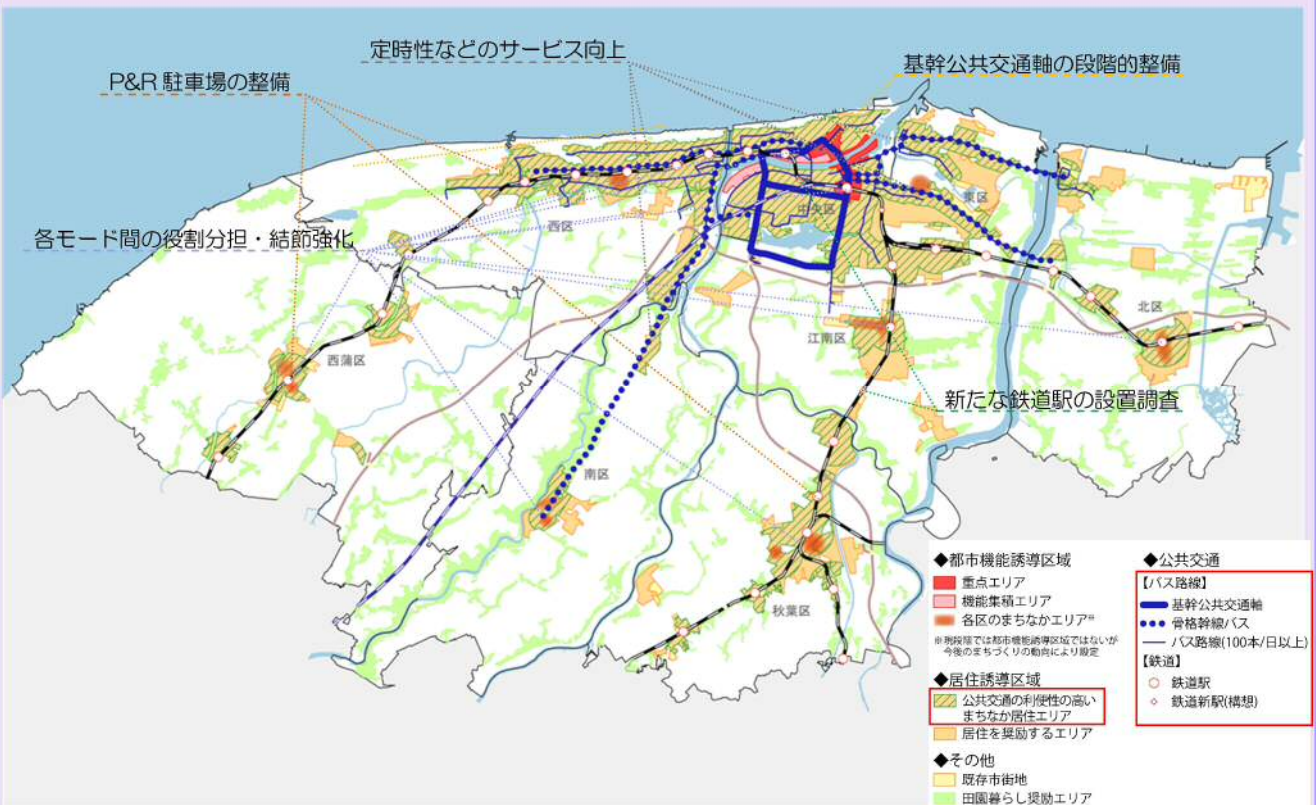 定時性などのサービス向上
基幹公共交通軸の段階的整備
P&R 駐車場の整備
各モード間の役割分担・結節強化
新たな鉄道駅の設置調査
西区
中央区
東区
北区
江南区
西蒲区
南区
秋葉区
◆都市機能誘導区域
重点エリア
機能集積エリア
各区のまちなかエリア※
※現段階では都市機能誘導区域ではないが
今後のまちづくりの動向により設定
◆居住誘導区域
公共交通の利便性の高い
まちなか居住エリア
居住を奨励するエリア
◆その他
既存市街地
田園暮らし奨励エリア
◆公共交通
【バス路線】
基幹公共交通軸
骨格幹線バス
バス路線(100本/日以上)
【鉄道】
鉄道駅
鉄道新駅(構想)